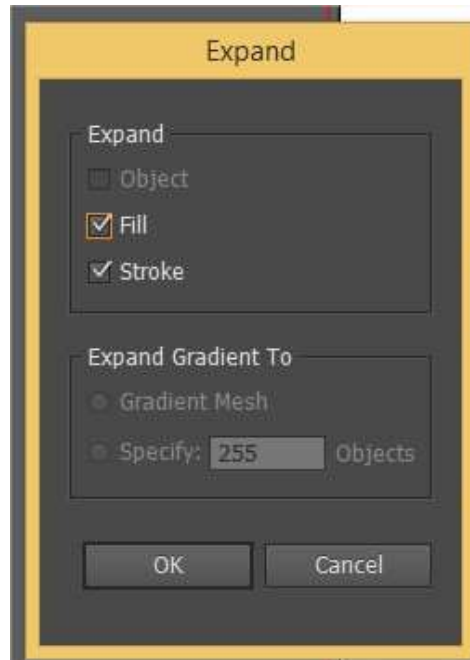 Expand
Expand
Object
Fill
Stroke
Expand Gradient To
Gradient Mesh
Specify: 255 Objects
OK Cancel